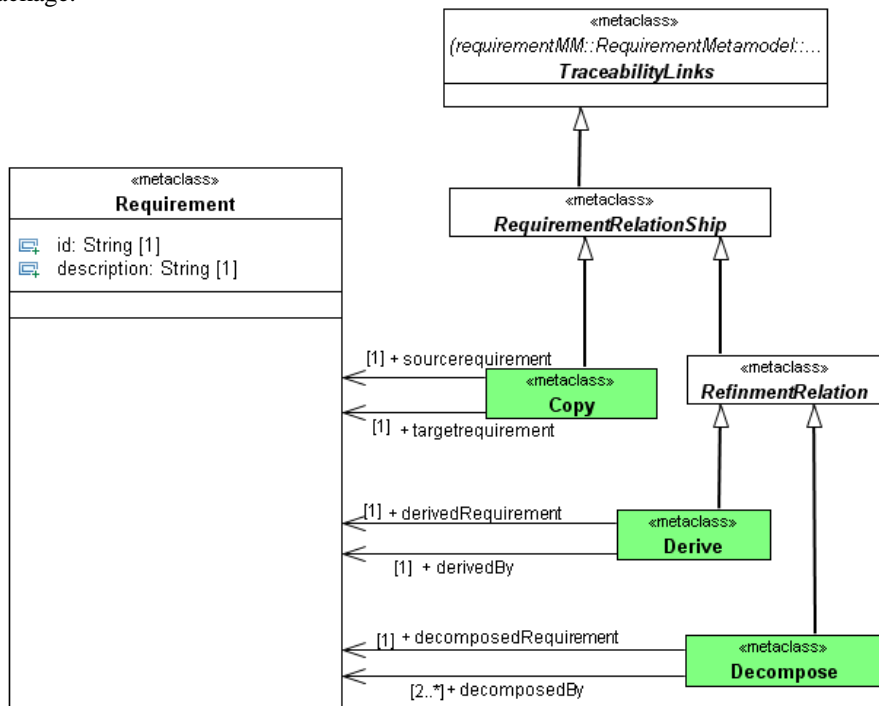 «metaclass»
(requirementMM::RequirementMetamodel::...
TraceabilityLinks
«metaclass»
Requirement
id: String [1]
description: String [1]
«metaclass»
RequirementRelationShip
[1] + sourcerequirement
«metaclass»
Copy
[1] + targetrequirement
«metaclass»
RefinmentRelation
[1] + derivedRequirement
«metaclass»
Derive
[1] + derivedBy
[1] + decomposedRequirement
«metaclass»
Decompose
[2..*] + decomposedBy